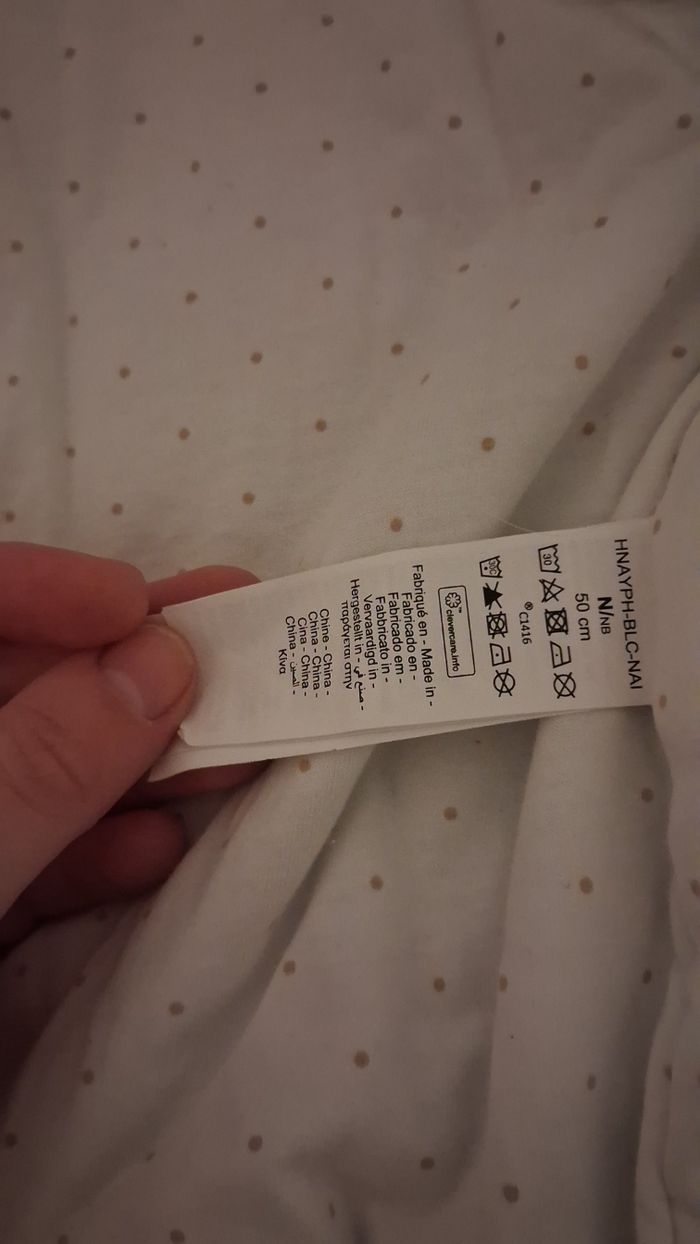 HNAYPH-BLC-NAI
N/NB
50 cm
30
® C1416
30C
clevercare.info
Fabriqué en - Made in -
Fabricado en -
Fabricado em -
Fabbricato in -
Vervaardigd in -
Hergestellt in - صنع في -
παράγεται στην
Chine - China -
China - China -
Cina - China -
China - الصين -
Κίνα